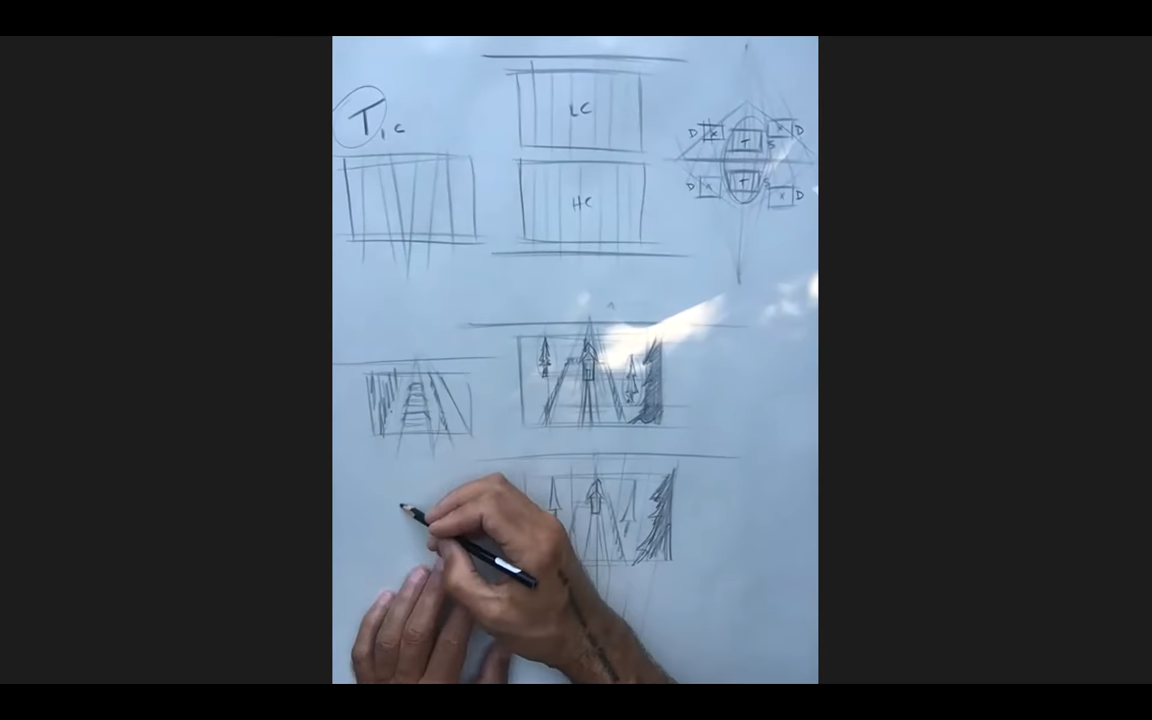 T, C
LC
HC
D X X D
T S
D X T S X D